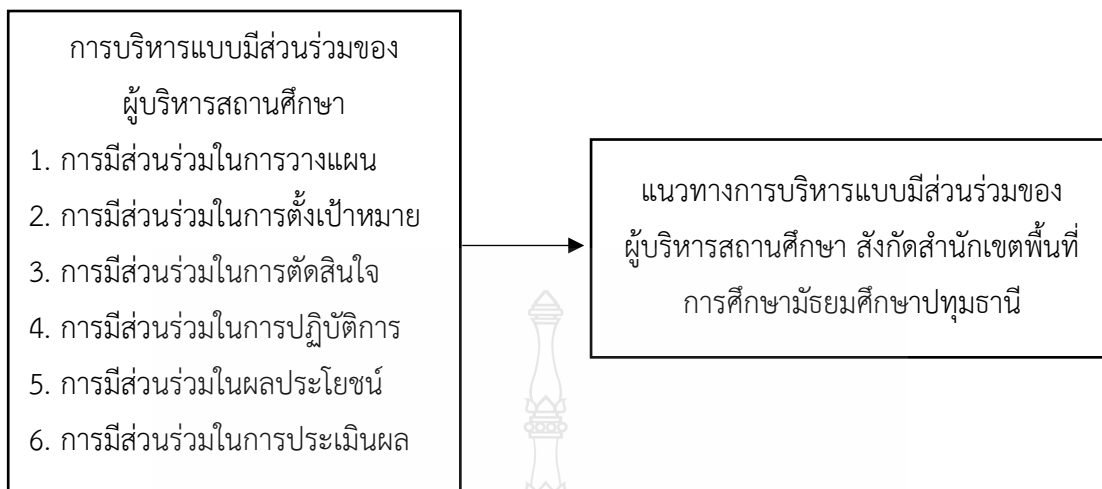 การบริหารแบบมีส่วนร่วมของ
ผู้บริหารสถานศึกษา
1. การมีส่วนร่วมในการวางแผน
2. การมีส่วนร่วมในการตั้งเป้าหมาย
3. การมีส่วนร่วมในการตัดสินใจ
4. การมีส่วนร่วมในการปฏิบัติการ
5. การมีส่วนร่วมในผลประโยชน์
6. การมีส่วนร่วมในการประเมินผล
แนวทางการบริหารแบบมีส่วนร่วมของ
ผู้บริหารสถานศึกษา สังกัดสำนักเขตพื้นที่
การศึกษามัธยมศึกษาปทุมธานี